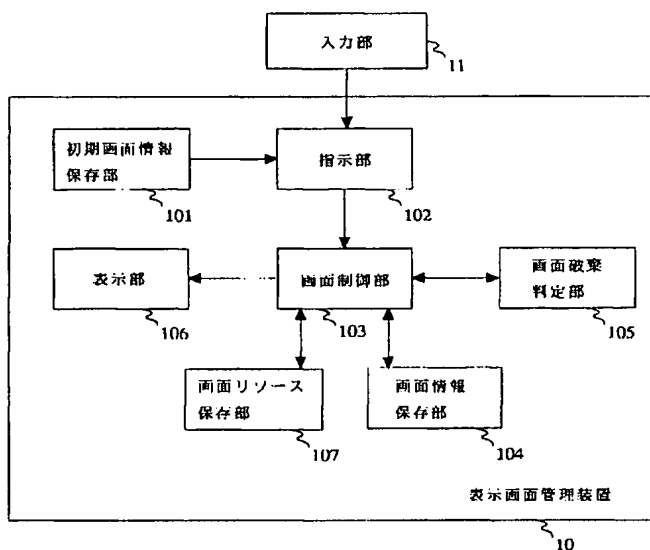 入力部
11
初期画面情報
保存部
101
指示部
102
表示部
106
画面制御部
103
画面破棄
判定部
105
画面リソース
保存部
107
画面情報
保存部
104
表示画面管理装置
10